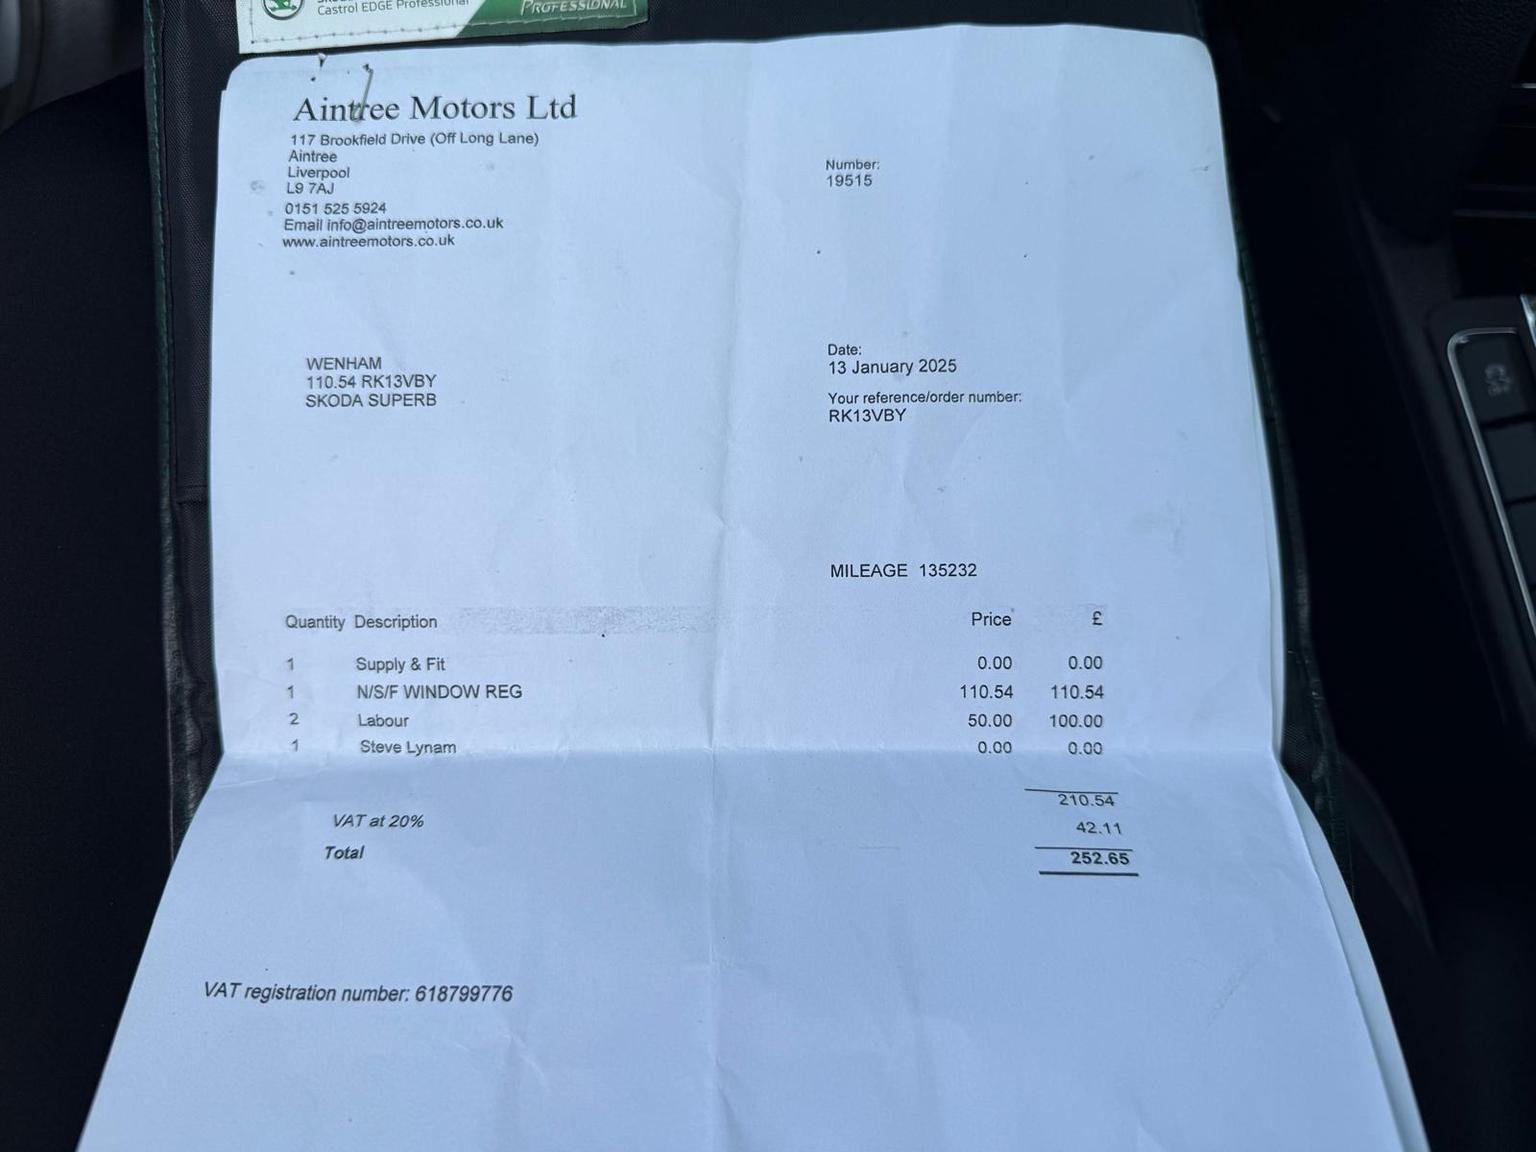 Castrol EDGE Professional
PROFESSIONAL
Aintree Motors Ltd
117 Brookfield Drive (Off Long Lane)
Aintree
Liverpool
L9 7AJ
0151 525 5924
Email info@aintreemotors.co.uk
www.aintreemotors.co.uk
Number:
19515
WENHAM
110.54 RK13VBY
SKODA SUPERB
Date:
13 January 2025
Your reference/order number:
RK13VBY
MILEAGE 135232
Quantity Description Price £
1 Supply & Fit 0.00 0.00
1 N/S/F WINDOW REG 110.54 110.54
2 Labour 50.00 100.00
1 Steve Lynam 0.00 0.00
210.54
VAT at 20% 42.11
Total 252.65
VAT registration number: 618799776
OFF